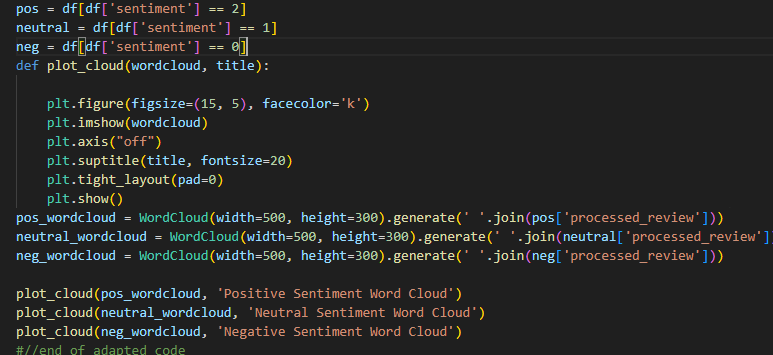 pos = df[df['sentiment'] == 2]
neutral = df[df['sentiment'] == 1]
neg = df[df['sentiment'] == 0]
def plot_cloud(wordcloud, title):
    plt.figure(figsize=(15, 5), facecolor='k')
    plt.imshow(wordcloud)
    plt.axis("off")
    plt.suptitle(title, fontsize=20)
    plt.tight_layout(pad=0)
    plt.show()
pos_wordcloud = WordCloud(width=500, height=300).generate(' '.join(pos['processed_review']))
neutral_wordcloud = WordCloud(width=500, height=300).generate(' '.join(neutral['processed_review']
neg_wordcloud = WordCloud(width=500, height=300).generate(' '.join(neg['processed_review']))
plot_cloud(pos_wordcloud, 'Positive Sentiment Word Cloud')
plot_cloud(neutral_wordcloud, 'Neutral Sentiment Word Cloud')
plot_cloud(neg_wordcloud, 'Negative Sentiment Word Cloud')
#//end of adapted code